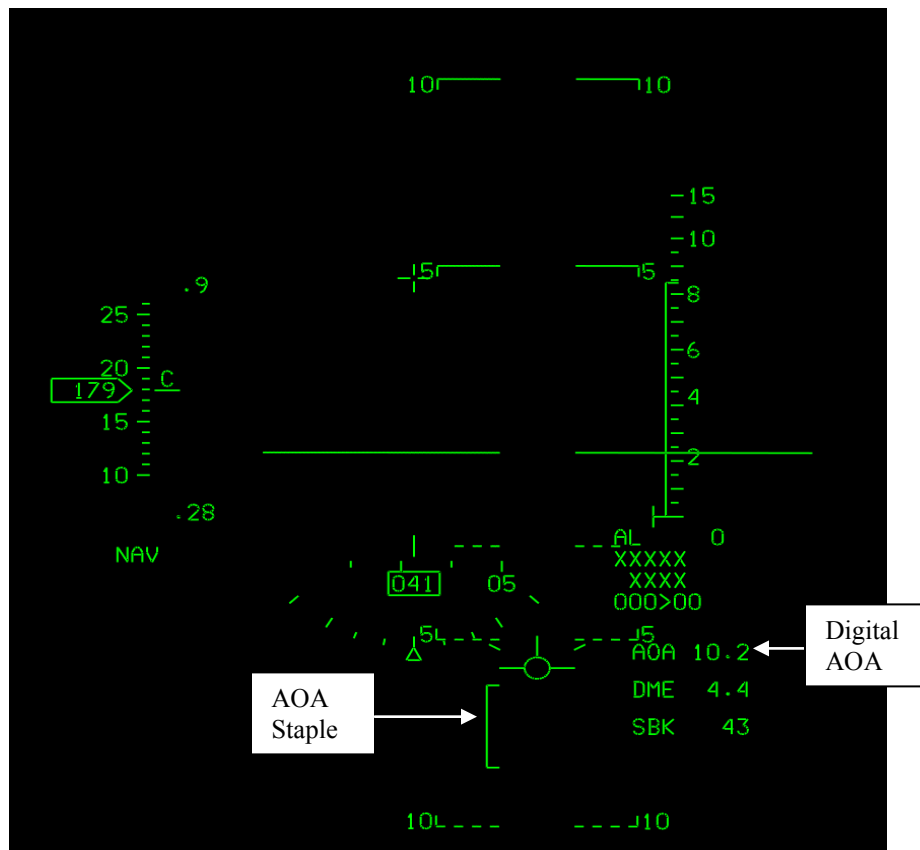 10 10
15
10
5 5
.9
8
25
6
20
C
179
4
15
2
10
.28
AL 0
NAV
XXXXX
041 05
XXXX
000>00
5 5
AOA 10.2
Digital
AOA
DME 4.4
AOA
Staple
SBK 43
10 10